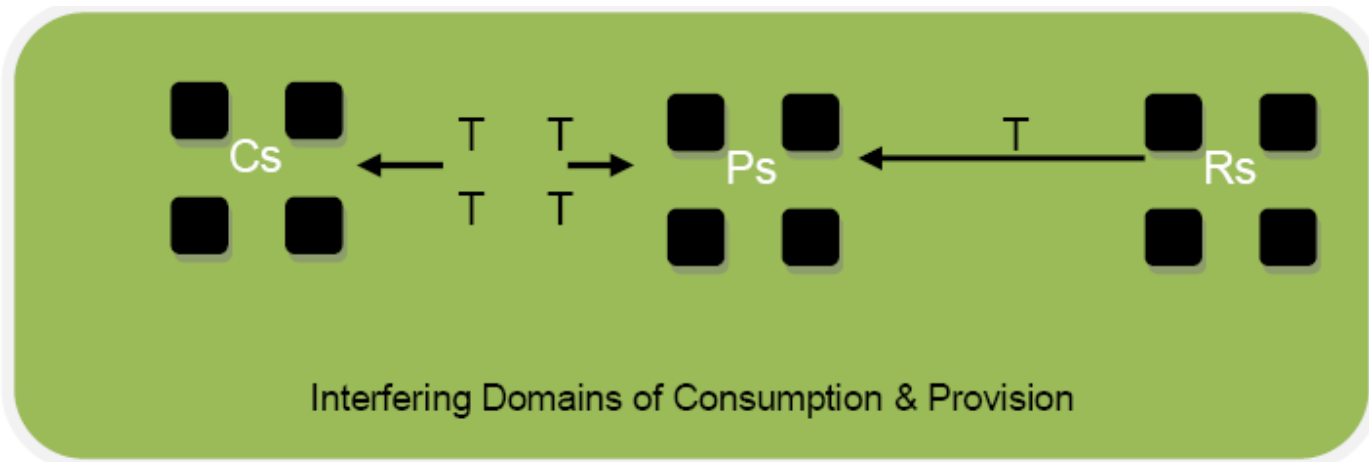 T T T
Cs Ps Rs
T T
Interfering Domains of Consumption & Provision